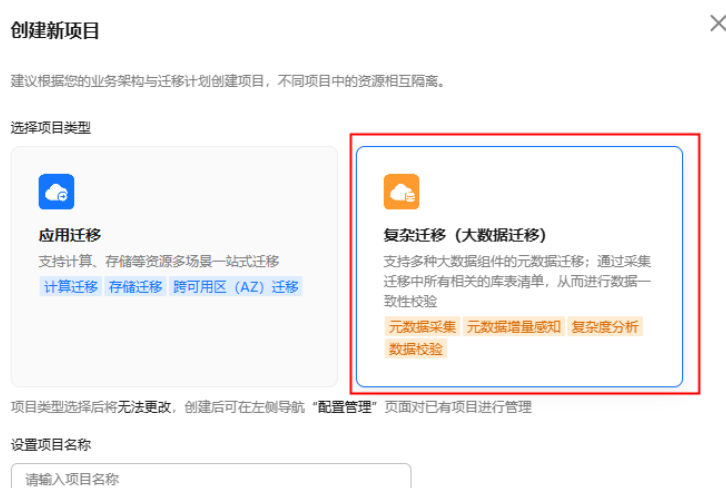 创建新项目
建议根据您的业务架构与迁移计划创建项目，不同项目中的资源相互隔离。
选择项目类型
应用迁移
支持计算、存储等资源多场景一站式迁移
计算迁移 存储迁移 跨可用区（AZ）迁移
复杂迁移（大数据迁移）
支持多种大数据组件的元数据迁移；通过采集
迁移中所有相关的库表清单，从而进行数据一
致性校验
元数据采集 元数据增量感知 复杂度分析
数据校验
项目类型选择后将无法更改，创建后可在左侧导航“配置管理”页面对已有项目进行管理
设置项目名称
请输入项目名称